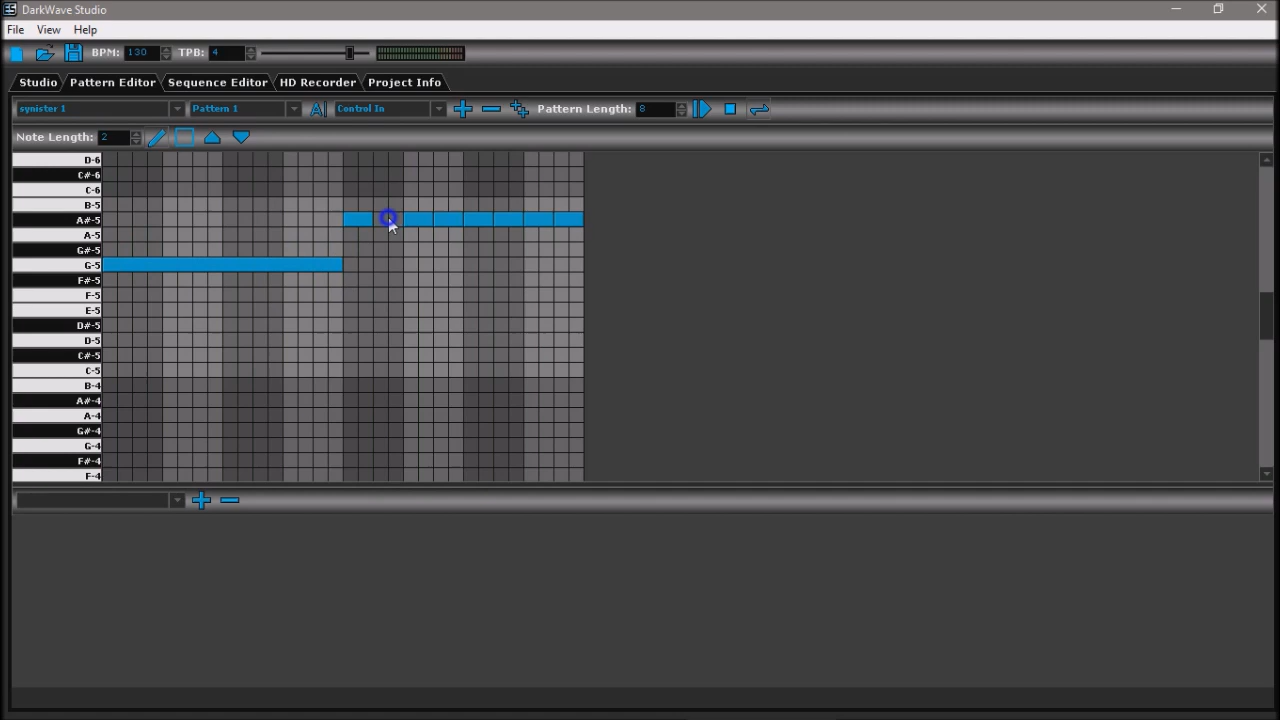 DarkWave Studio
File View Help
BPM: 130 TPB: 4
Studio Pattern Editor Sequence Editor HD Recorder Project Info
synister 1 Pattern 1 A Control In Pattern Length: 8
Note Length: 2
D-6
C#-6
C-6
B-5
A#-5
A-5
G#-5
G-5
F#-5
F-5
E-5
D#-5
D-5
C#-5
C-5
B-4
A#-4
A-4
G#-4
G-4
F#-4
F-4